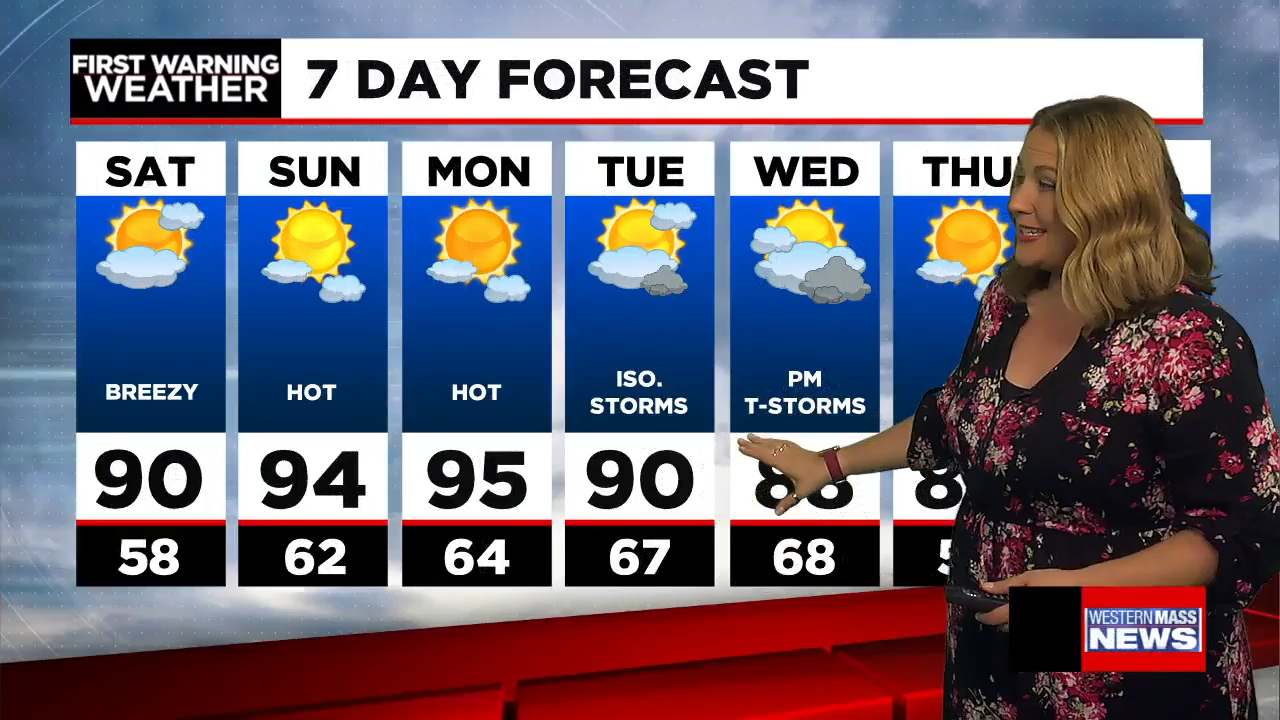 FIRST WARNING
WEATHER
7 DAY FORECAST
SAT
SUN
MON
TUE
WED
THU
BREEZY
HOT
HOT
ISO.
STORMS
PM
T-STORMS
90
94
95
90
58
62
64
67
68
WESTERN MASS
NEWS